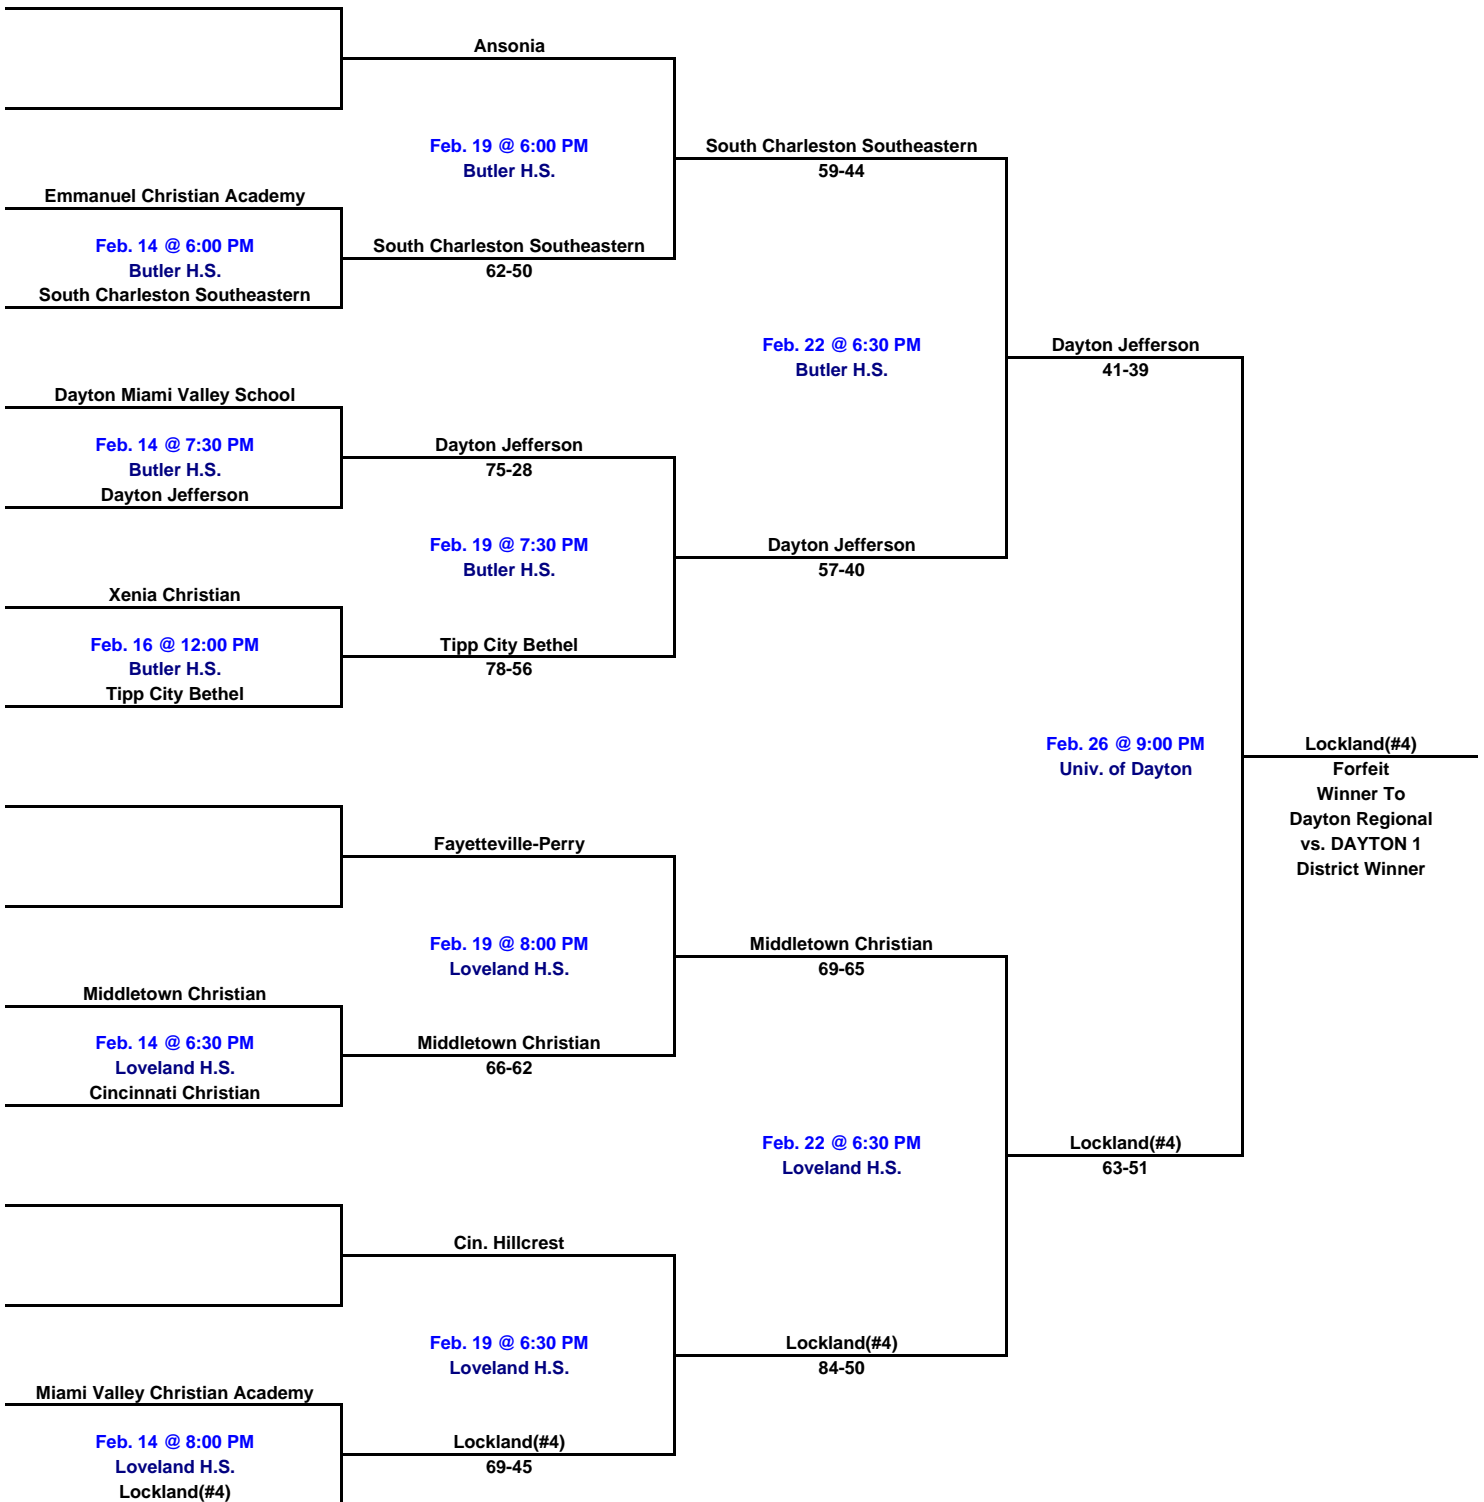 Ansonia
Feb. 19 @ 6:00 PM
Butler H.S.
South Charleston Southeastern
59-44
Emmanuel Christian Academy
Feb. 14 @ 6:00 PM
Butler H.S.
South Charleston Southeastern
South Charleston Southeastern
62-50
Feb. 22 @ 6:30 PM
Butler H.S.
Dayton Jefferson
41-39
Dayton Miami Valley School
Feb. 14 @ 7:30 PM
Butler H.S.
Dayton Jefferson
Dayton Jefferson
75-28
Feb. 19 @ 7:30 PM
Butler H.S.
Dayton Jefferson
57-40
Xenia Christian
Feb. 16 @ 12:00 PM
Butler H.S.
Tipp City Bethel
Tipp City Bethel
78-56
Feb. 26 @ 9:00 PM
Univ. of Dayton
Lockland(#4)
Forfeit
Winner To
Dayton Regional
vs. DAYTON 1
District Winner
Fayetteville-Perry
Feb. 19 @ 8:00 PM
Loveland H.S.
Middletown Christian
69-65
Middletown Christian
Feb. 14 @ 6:30 PM
Loveland H.S.
Cincinnati Christian
Middletown Christian
66-62
Feb. 22 @ 6:30 PM
Loveland H.S.
Lockland(#4)
63-51
Cin. Hillcrest
Feb. 19 @ 6:30 PM
Loveland H.S.
Lockland(#4)
84-50
Miami Valley Christian Academy
Feb. 14 @ 8:00 PM
Loveland H.S.
Lockland(#4)
Lockland(#4)
69-45